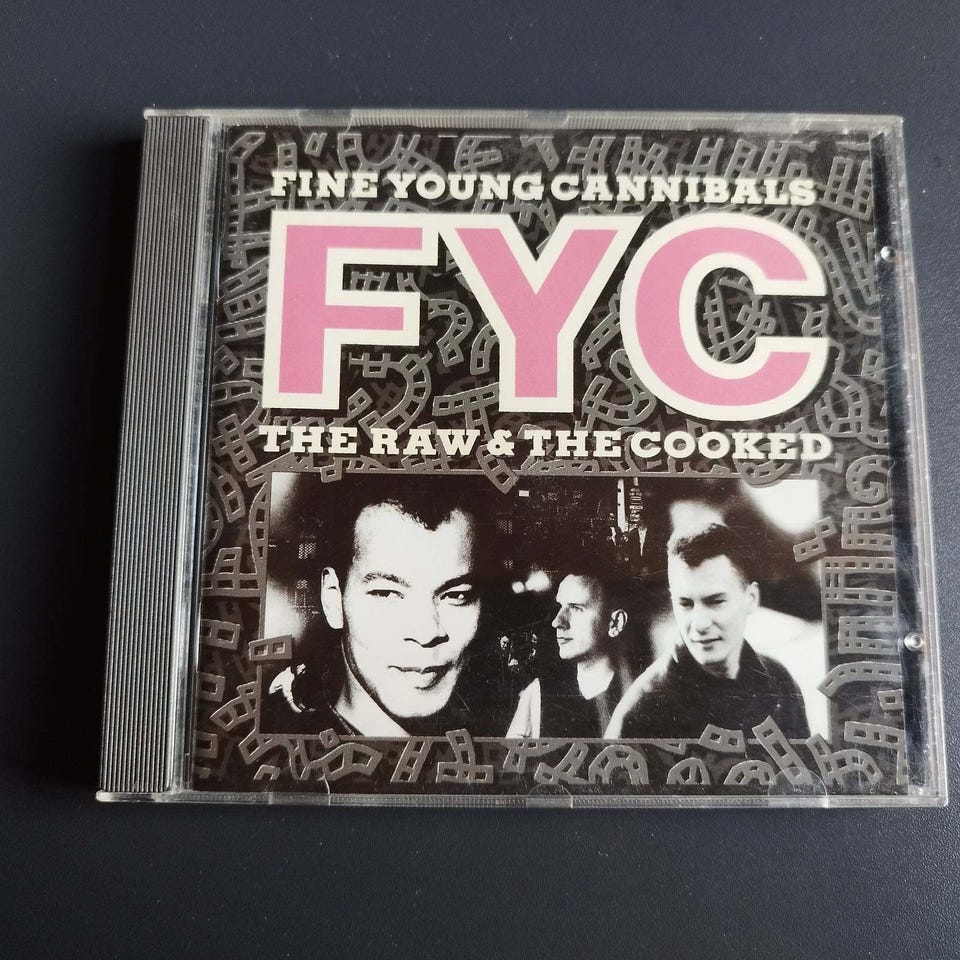 FINE YOUNG CANNIBALS
FYC
THE RAW & THE COOKED